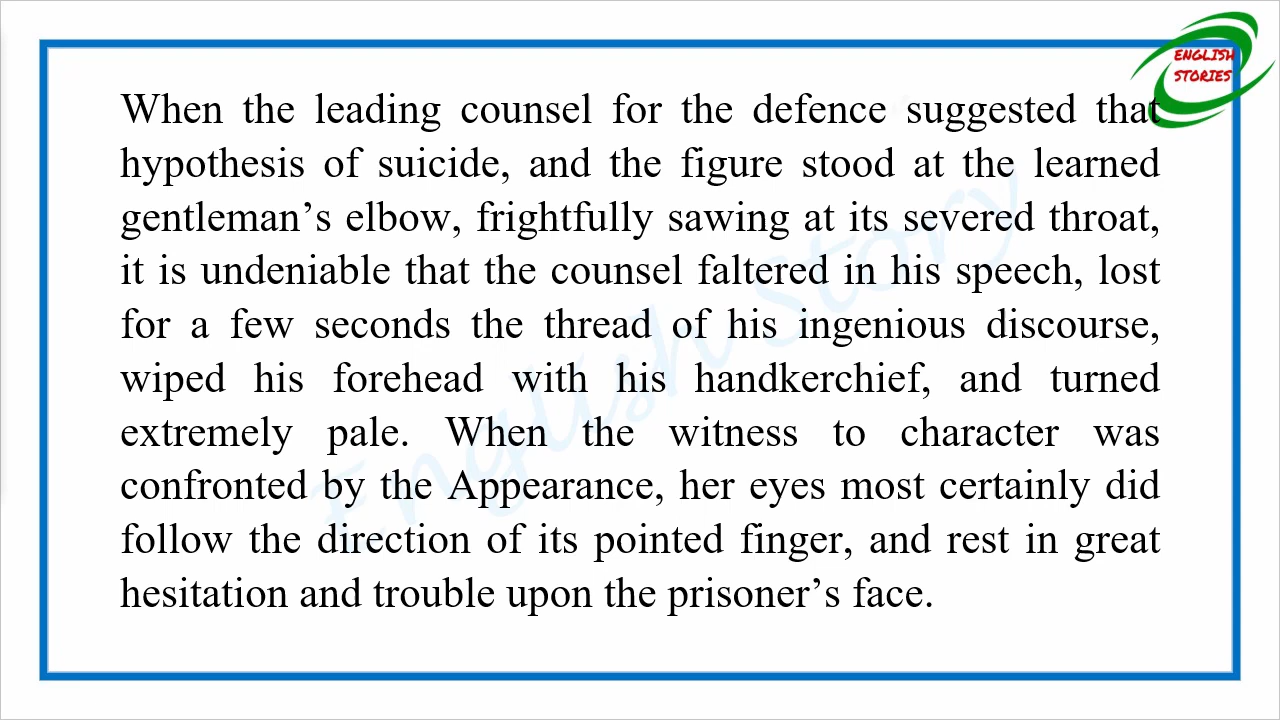 ENGLISH
STORIES
When the leading counsel for the defence suggested that
hypothesis of suicide, and the figure stood at the learned
gentleman’s elbow, frightfully sawing at its severed throat,
it is undeniable that the counsel faltered in his speech, lost
for a few seconds the thread of his ingenious discourse,
wiped his forehead with his handkerchief, and turned
extremely pale. When the witness to character was
confronted by the Appearance, her eyes most certainly did
follow the direction of its pointed finger, and rest in great
hesitation and trouble upon the prisoner’s face.
English Story